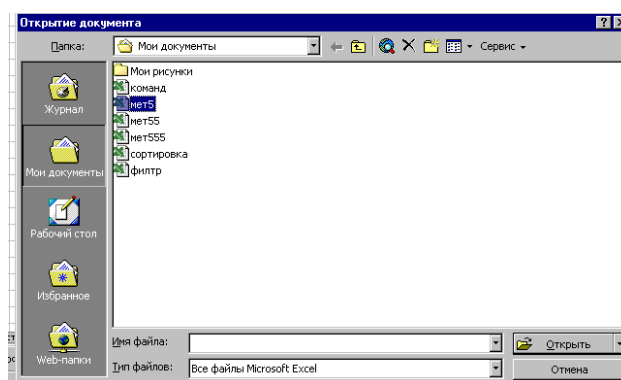 Открытие документа
Папка: Мои документы Сервис
Мои рисунки
команд
мет5
мет55
мет555
сортировка
филтр
Журнал
Мои документы
Рабочий стол
Избранное
Web-папки
Имя файла: Открыть
Тип файлов: Все файлы Microsoft Excel Отмена